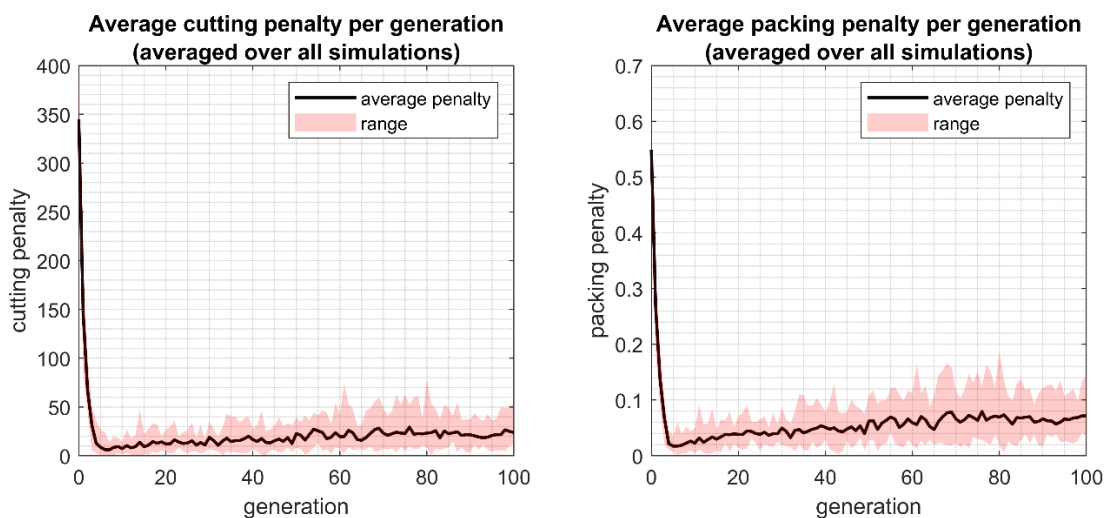 Average cutting penalty per generation
(averaged over all simulations)
400
350
300
250
200
150
100
50
0
cutting penalty
average penalty
range
0 20 40 60 80 100
generation
Average packing penalty per generation
(averaged over all simulations)
0.7
0.6
0.5
0.4
0.3
0.2
0.1
0
packing penalty
average penalty
range
0 20 40 60 80 100
generation